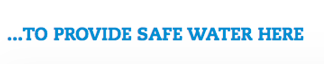 ...TO PROVIDE SAFE WATER HERE